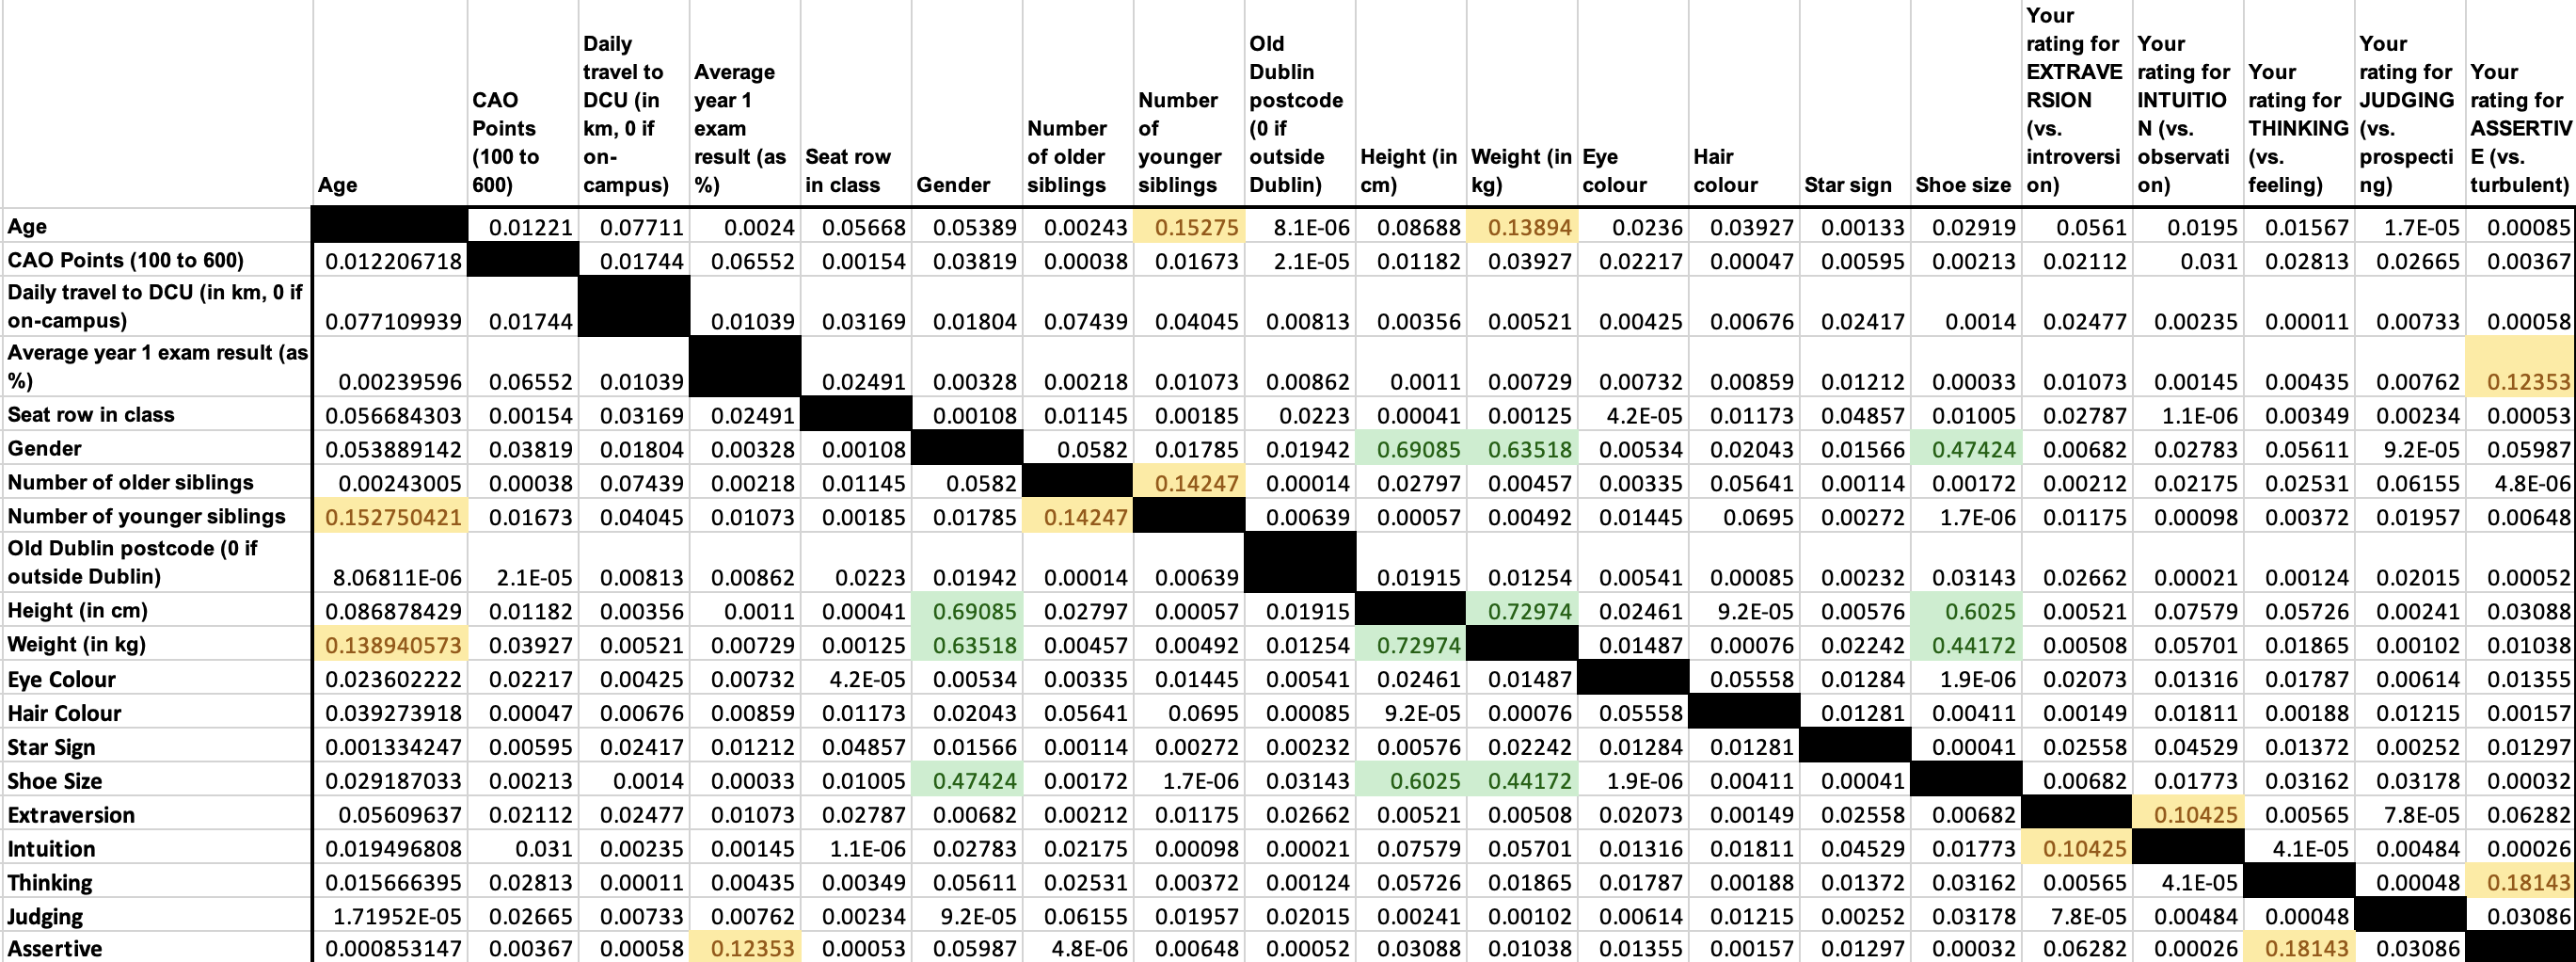 Age	CAO Points (100 to 600)	Daily travel to DCU (in km, 0 if on-campus)	Average year 1 exam result (as %)	Seat row in class	Gender	Number of older siblings	Number of younger siblings	Old Dublin postcode (0 if outside Dublin)	Height (in cm)	Weight (in kg)	Eye colour	Hair colour	Star sign	Shoe size	Your rating for EXTRAVERSION (vs. introversion)	Your rating for INTUITION (vs. observation)	Your rating for THINKING (vs. feeling)	Your rating for JUDGING (vs. prospecting)	Your rating for ASSERTIVE (vs. turbulent)
Age	0.01221	0.07711	0.0024	0.05668	0.05389	0.00243	0.15275	8.1E-06	0.08688	0.13894	0.0236	0.03927	0.00133	0.02919	0.0561	0.0195	0.01567	1.7E-05	0.00085
CAO Points (100 to 600)	0.012206718	0.01744	0.06552	0.00154	0.03819	0.00038	0.01673	2.1E-05	0.01182	0.03927	0.02217	0.00047	0.00595	0.00213	0.02112	0.031	0.02813	0.02665	0.00367
Daily travel to DCU (in km, 0 if on-campus)	0.077109939	0.01744	0.01039	0.03169	0.01804	0.07439	0.04045	0.00813	0.00356	0.00521	0.00425	0.00676	0.02417	0.0014	0.02477	0.00235	0.00011	0.00733	0.00058
Average year 1 exam result (as %)	0.00239596	0.06552	0.01039	0.02491	0.00328	0.00218	0.01073	0.00862	0.0011	0.00729	0.00732	0.00859	0.01212	0.00033	0.01073	0.00145	0.00435	0.00762	0.12353
Seat row in class	0.056684303	0.00154	0.03169	0.02491	0.00108	0.01145	0.00185	0.0223	0.00041	0.00125	4.2E-05	0.01173	0.04857	0.01005	0.02787	1.1E-06	0.00349	0.00234	0.00053
Gender	0.053889142	0.03819	0.01804	0.00328	0.00108	0.0582	0.01785	0.01942	0.69085	0.63518	0.00534	0.02043	0.01566	0.47424	0.00682	0.02783	0.05611	9.2E-05	0.05987
Number of older siblings	0.00243005	0.00038	0.07439	0.00218	0.01145	0.0582	0.14247	0.00014	0.02797	0.00457	0.00335	0.05641	0.00114	0.00172	0.00212	0.02175	0.02531	0.06155	4.8E-06
Number of younger siblings	0.152750421	0.01673	0.04045	0.01073	0.00185	0.01785	0.14247	0.00639	0.00057	0.00492	0.01445	0.0695	0.00272	1.7E-06	0.01175	0.00098	0.00372	0.01957	0.00648
Old Dublin postcode (0 if outside Dublin)	8.06811E-06	2.1E-05	0.00813	0.00862	0.0223	0.01942	0.00014	0.00639	0.01915	0.01254	0.00541	0.00085	0.00232	0.03143	0.02662	0.00021	0.00124	0.02015	0.00052
Height (in cm)	0.086878429	0.01182	0.00356	0.0011	0.00041	0.69085	0.02797	0.00057	0.01915	0.72974	0.02461	9.2E-05	0.00576	0.6025	0.00521	0.07579	0.05726	0.00241	0.03088
Weight (in kg)	0.138940573	0.03927	0.00521	0.00729	0.00125	0.63518	0.00457	0.00492	0.01254	0.72974	0.01487	0.00076	0.02242	0.44172	0.00508	0.05701	0.01865	0.00102	0.01038
Eye Colour	0.023602222	0.02217	0.00425	0.00732	4.2E-05	0.00534	0.00335	0.01445	0.00541	0.02461	0.01487	0.05558	0.01284	1.9E-06	0.02073	0.01316	0.01787	0.00614	0.01355
Hair Colour	0.039273918	0.00047	0.00676	0.00859	0.01173	0.02043	0.05641	0.0695	0.00085	9.2E-05	0.00076	0.05558	0.01281	0.00411	0.00149	0.01811	0.00188	0.01215	0.00157
Star Sign	0.001334247	0.00595	0.02417	0.01212	0.04857	0.01566	0.00114	0.00272	0.00232	0.00576	0.02242	0.01284	0.01281	0.00041	0.02558	0.04529	0.01372	0.00252	0.01297
Shoe Size	0.029187033	0.00213	0.0014	0.00033	0.01005	0.47424	0.00172	1.7E-06	0.03143	0.6025	0.44172	1.9E-06	0.00411	0.00041	0.00682	0.01773	0.03162	0.03178	0.00032
Extraversion	0.05609637	0.02112	0.02477	0.01073	0.02787	0.00682	0.00212	0.01175	0.02662	0.00521	0.00508	0.02073	0.00149	0.02558	0.00682	0.10425	0.00565	7.8E-05	0.06282
Intuition	0.019496808	0.031	0.00235	0.00145	1.1E-06	0.02783	0.02175	0.00098	0.00021	0.07579	0.05701	0.01316	0.01811	0.04529	0.01773	0.10425	4.1E-05	0.00484	0.00026
Thinking	0.015666395	0.02813	0.00011	0.00435	0.00349	0.05611	0.02531	0.00372	0.00124	0.05726	0.01865	0.01787	0.00188	0.01372	0.03162	0.00565	4.1E-05	0.00048	0.18143
Judging	1.71952E-05	0.02665	0.00733	0.00762	0.00234	9.2E-05	0.06155	0.01957	0.02015	0.00241	0.00102	0.00614	0.01215	0.00252	0.03178	7.8E-05	0.00484	0.00048	0.03086
Assertive	0.000853147	0.00367	0.00058	0.12353	0.00053	0.05987	4.8E-06	0.00648	0.00052	0.03088	0.01038	0.01355	0.00157	0.01297	0.00032	0.06282	0.00026	0.18143	0.03086